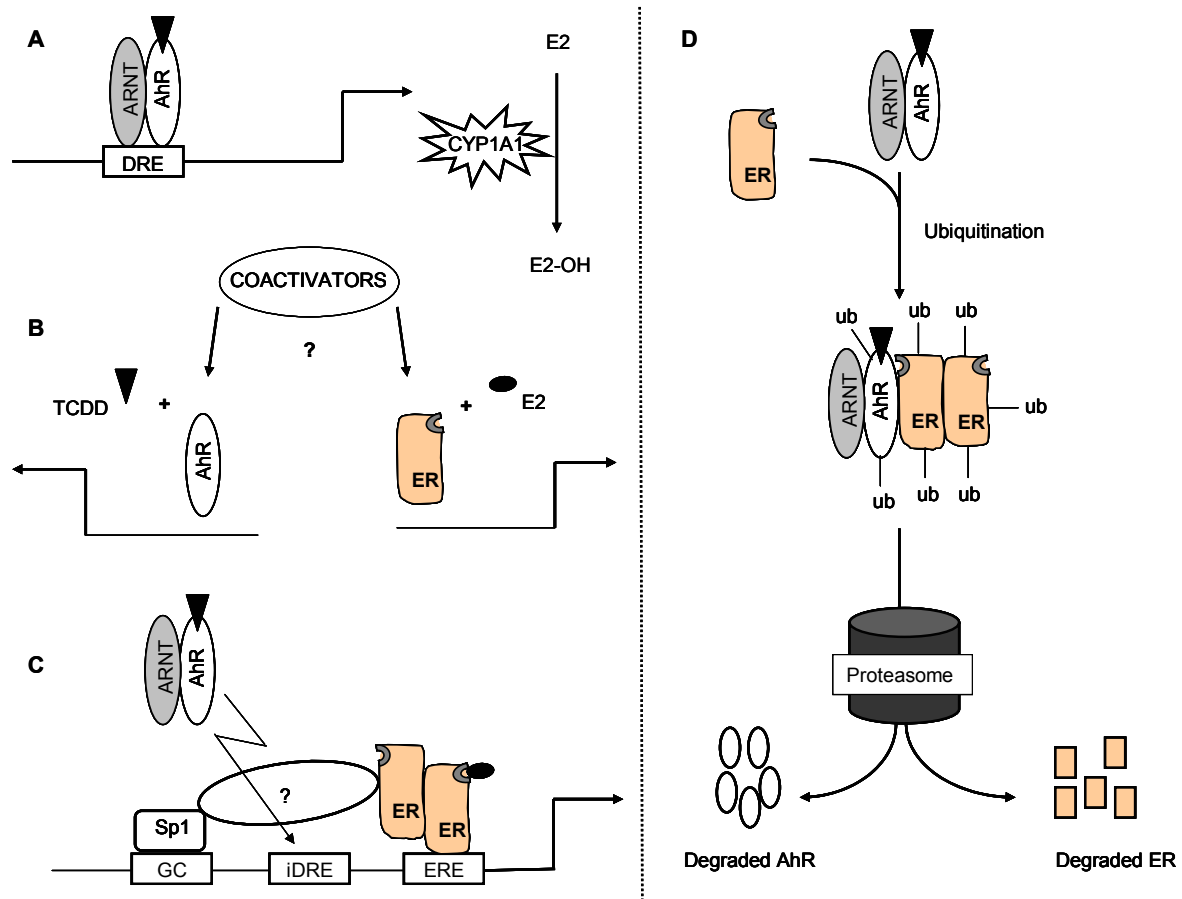 A
ARNT
AhR
DRE
E2
CYP1A1
E2-OH
COACTIVATORS
B
?
TCDD
+
AhR
ER
+
E2
C
ARNT
AhR
?
ER
ER
Sp1
GC
iDRE
ERE
D
ARNT
AhR
ER
Ubiquitination
ub
ub
ub
ARNT
AhR
ER
ER
ub
ub
ub
ub
Proteasome
Degraded AhR
Degraded ER